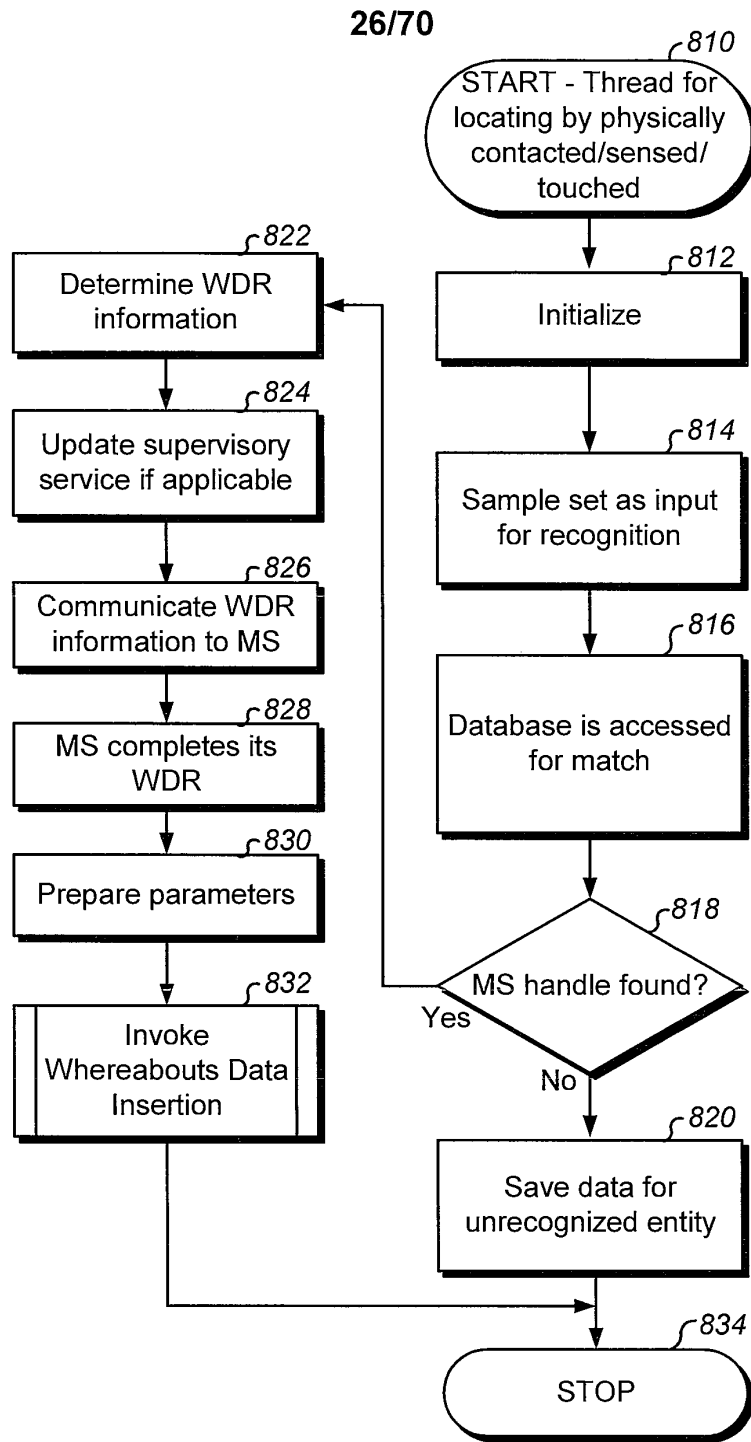 26/70
810
START - Thread for
locating by physically
contacted/sensed/
touched
812
Initialize
814
Sample set as input
for recognition
816
Database is accessed
for match
818
MS handle found?
Yes
No
820
Save data for
unrecognized entity
822
Determine WDR
information
824
Update supervisory
service if applicable
826
Communicate WDR
information to MS
828
MS completes its
WDR
830
Prepare parameters
832
Invoke
Whereabouts Data
Insertion
834
STOP